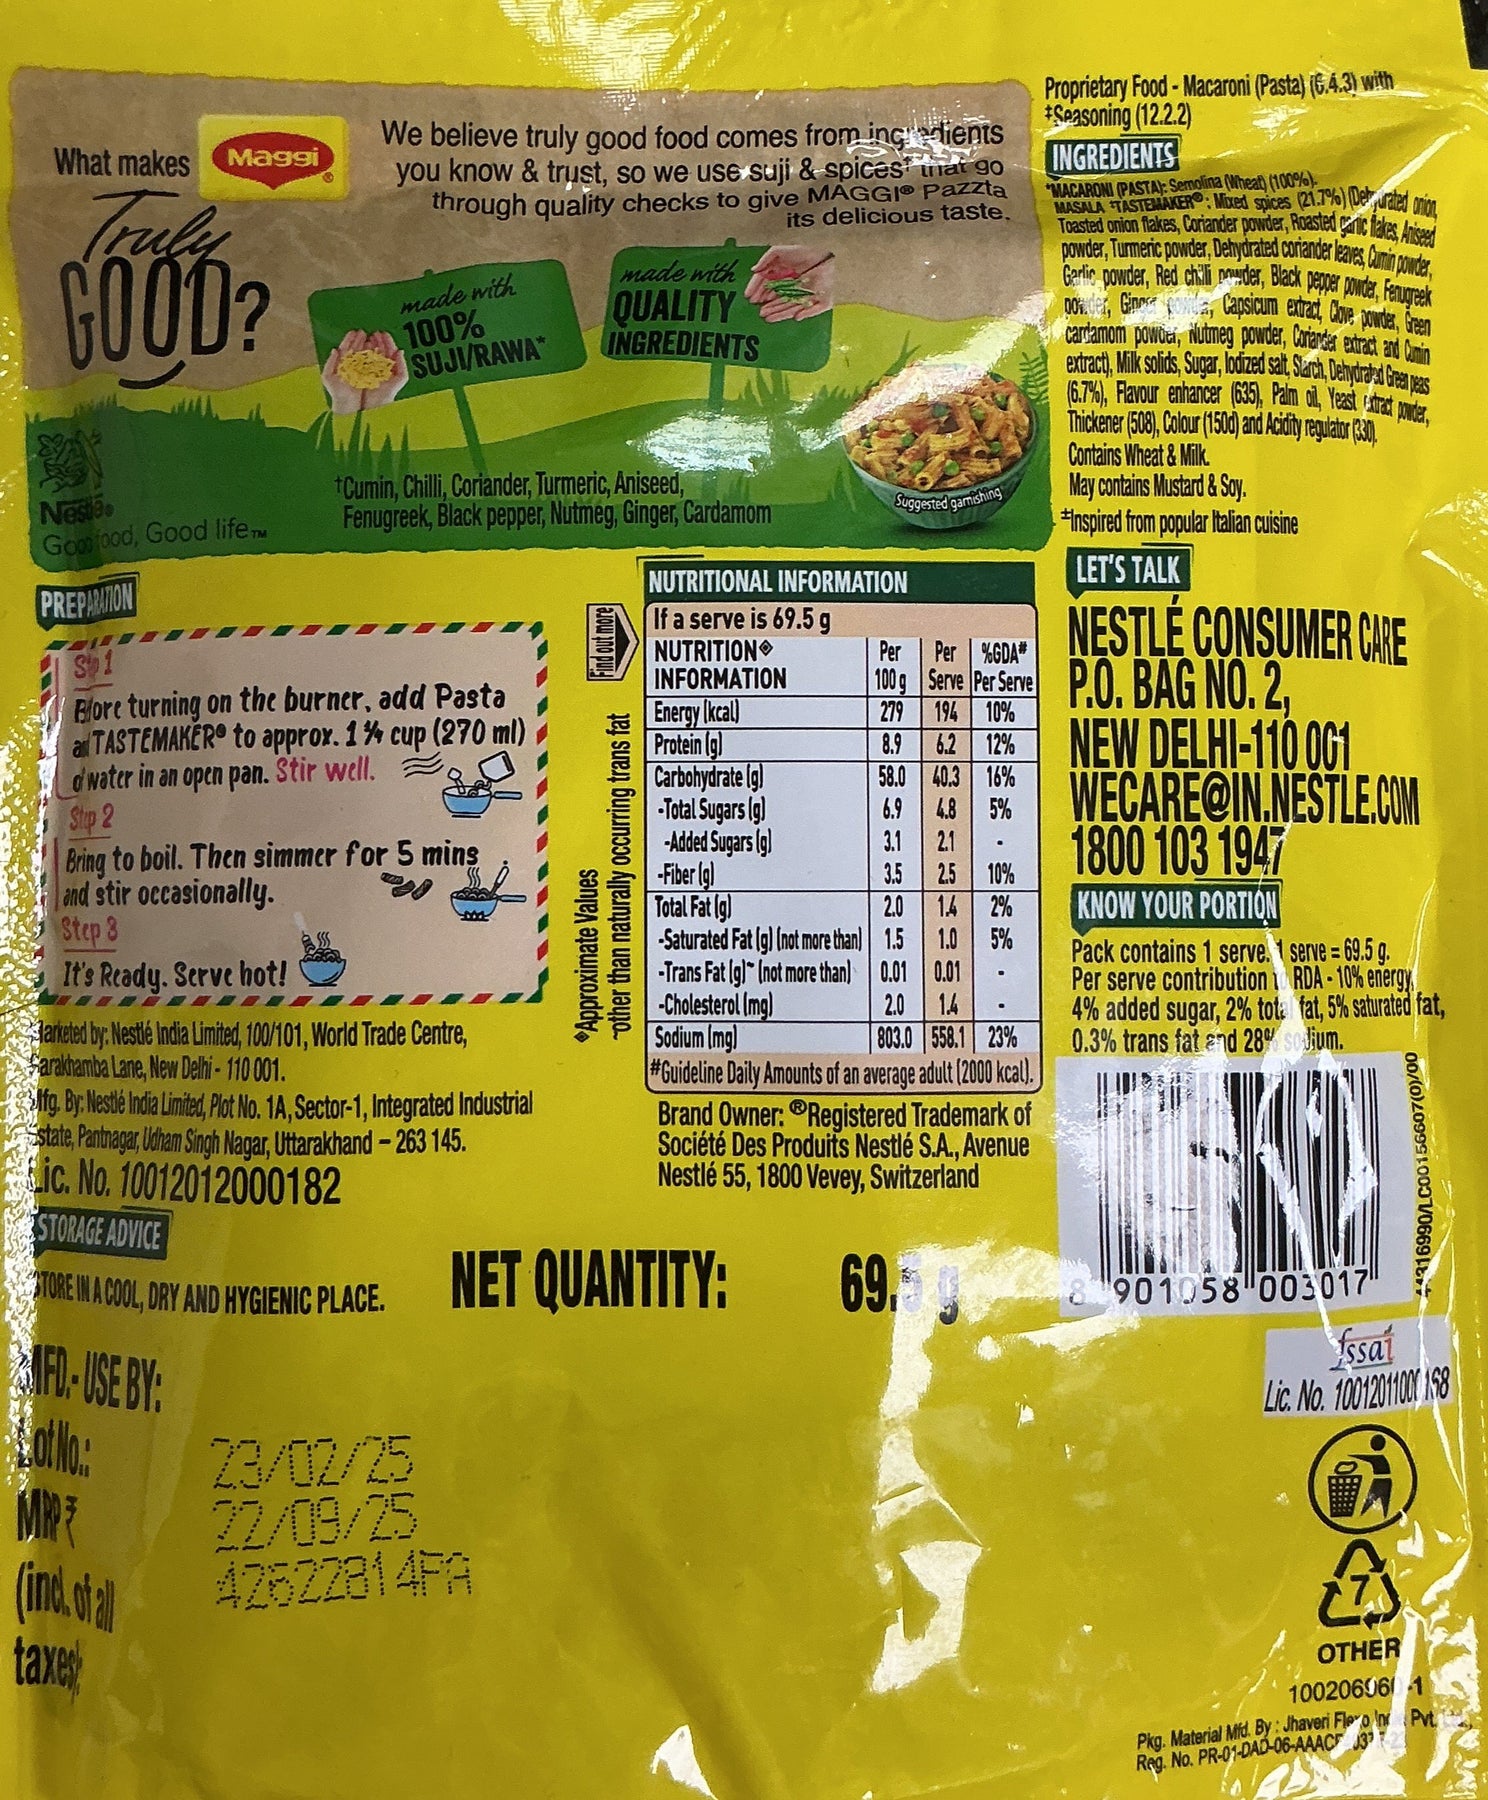 What makes
Maggi
Truly
GOOD?
We believe truly good food comes from ingredients
you know & trust, so we use suji & spices† that go
through quality checks to give MAGGI® Pazzta
its delicious taste.
made with
100%
SUJI/RAWA*
made with
QUALITY
INGREDIENTS
†Cumin, Chilli, Coriander, Turmeric, Aniseed,
Fenugreek, Black pepper, Nutmeg, Ginger, Cardamom
Suggested garnishing
Nestlé®
Good food, Good life™
Proprietary Food - Macaroni (Pasta) (6.4.3) with
‡Seasoning (12.2.2)
INGREDIENTS
*MACARONI (PASTA): Semolina (Wheat) (100%).
MASALA ‡TASTEMAKER®: Mixed spices (21.7%) (Dehydrated onion,
Toasted onion flakes, Coriander powder, Roasted garlic flakes, Aniseed
powder, Turmeric powder, Dehydrated coriander leaves, Cumin powder,
Garlic powder, Red chilli powder, Black pepper powder, Fenugreek
powder, Ginger powder, Capsicum extract, Clove powder, Green
cardamom powder, Nutmeg powder, Coriander extract and Cumin
extract), Milk solids, Sugar, Iodized salt, Starch, Dehydrated Green peas
(6.7%), Flavour enhancer (635), Palm oil, Yeast extract powder,
Thickener (508), Colour (150d) and Acidity regulator (330).
Contains Wheat & Milk.
May contains Mustard & Soy.
±Inspired from popular Italian cuisine
LET'S TALK
NESTLÉ CONSUMER CARE
P.O. BAG NO. 2,
NEW DELHI-110 001
WECARE@IN.NESTLE.COM
1800 103 1947
KNOW YOUR PORTION
Pack contains 1 serve. 1 serve = 69.5 g.
Per serve contribution to RDA - 10% energy,
4% added sugar, 2% total fat, 5% saturated fat,
0.3% trans fat and 28% sodium.
PREPARATION
Step 1
Before turning on the burner, add Pasta
and TASTEMAKER® to approx. 1 ¼ cup (270 ml)
of water in an open pan. Stir well.
Step 2
Bring to boil. Then simmer for 5 mins
and stir occasionally.
Step 3
It's Ready. Serve hot!
Find out more
◈Approximate Values
~other than naturally occurring trans fat
NUTRITIONAL INFORMATION
If a serve is 69.5 g
NUTRITION◈ INFORMATION Per 100 g Per Serve %GDA# Per Serve
Energy (kcal) 279 194 10%
Protein (g) 8.9 6.2 12%
Carbohydrate (g) 58.0 40.3 16%
-Total Sugars (g) 6.9 4.8 5%
-Added Sugars (g) 3.1 2.1 -
-Fiber (g) 3.5 2.5 10%
Total Fat (g) 2.0 1.4 2%
-Saturated Fat (g) (not more than) 1.5 1.0 5%
-Trans Fat (g)~ (not more than) 0.01 0.01 -
-Cholesterol (mg) 2.0 1.4 -
Sodium (mg) 803.0 558.1 23%
#Guideline Daily Amounts of an average adult (2000 kcal).
Brand Owner: ®Registered Trademark of
Société Des Produits Nestlé S.A., Avenue
Nestlé 55, 1800 Vevey, Switzerland
Marketed by: Nestlé India Limited, 100/101, World Trade Centre,
Barakhamba Lane, New Delhi - 110 001.
Mfg. By: Nestlé India Limited, Plot No. 1A, Sector-1, Integrated Industrial
Estate, Pantnagar, Udham Singh Nagar, Uttarakhand – 263 145.
Lic. No. 10012012000182
STORAGE ADVICE
STORE IN A COOL, DRY AND HYGIENIC PLACE.
NET QUANTITY: 69.5 g
8 901058 003017
44316990/LC00156607(0)/00
fssai
Lic. No. 10012011000168
MFD.- USE BY:
Lot No.:
MRP ₹
(incl. of all
taxes):
23/02/25
22/09/25
42622814PA
7
OTHER
100206960-1
Pkg. Material Mfd. By : Jhaveri Flexo Pvt.
Reg. No.